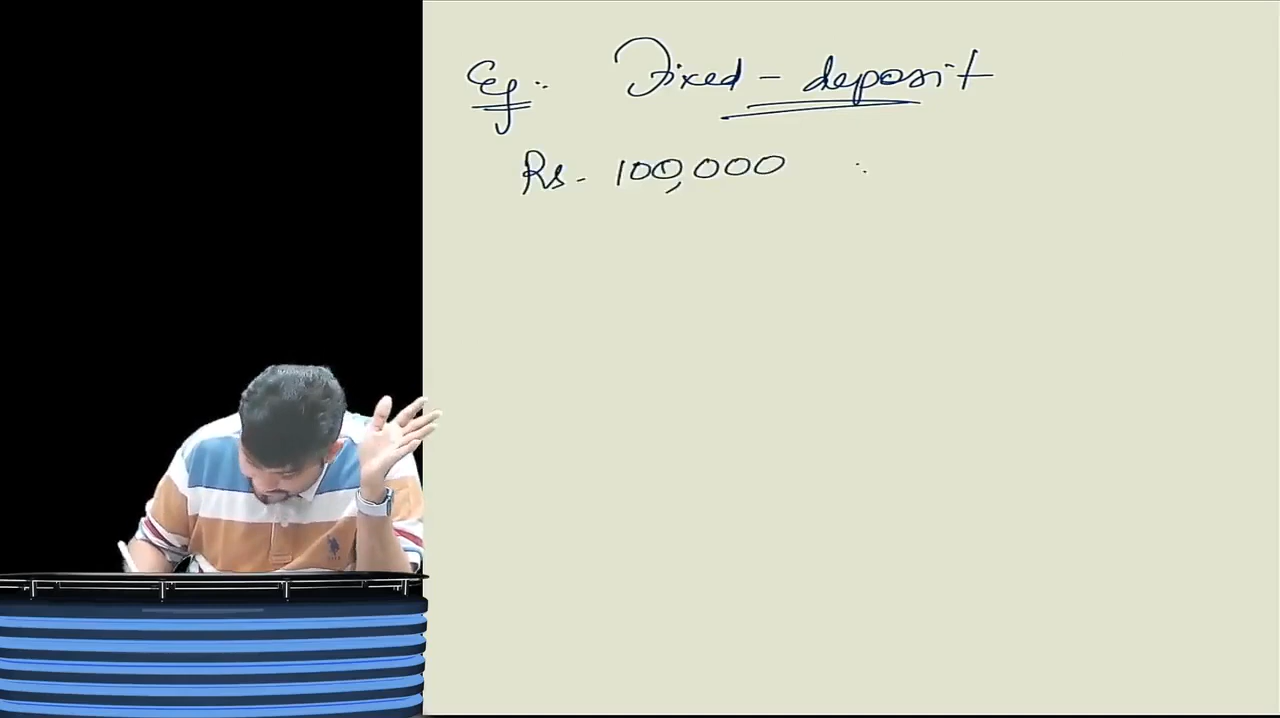 Eg :-
Fixed - deposit
Rs - 100,000 :